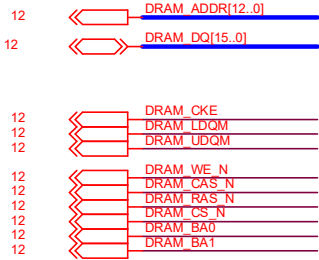 12 DRAM_ADDR[12..0]
12 DRAM_DQ[15..0]
12 DRAM_CKE
12 DRAM_LDQM
12 DRAM_UDQM
12 DRAM_WE_N
12 DRAM_CAS_N
12 DRAM_RAS_N
12 DRAM_CS_N
12 DRAM_BA0
12 DRAM_BA1